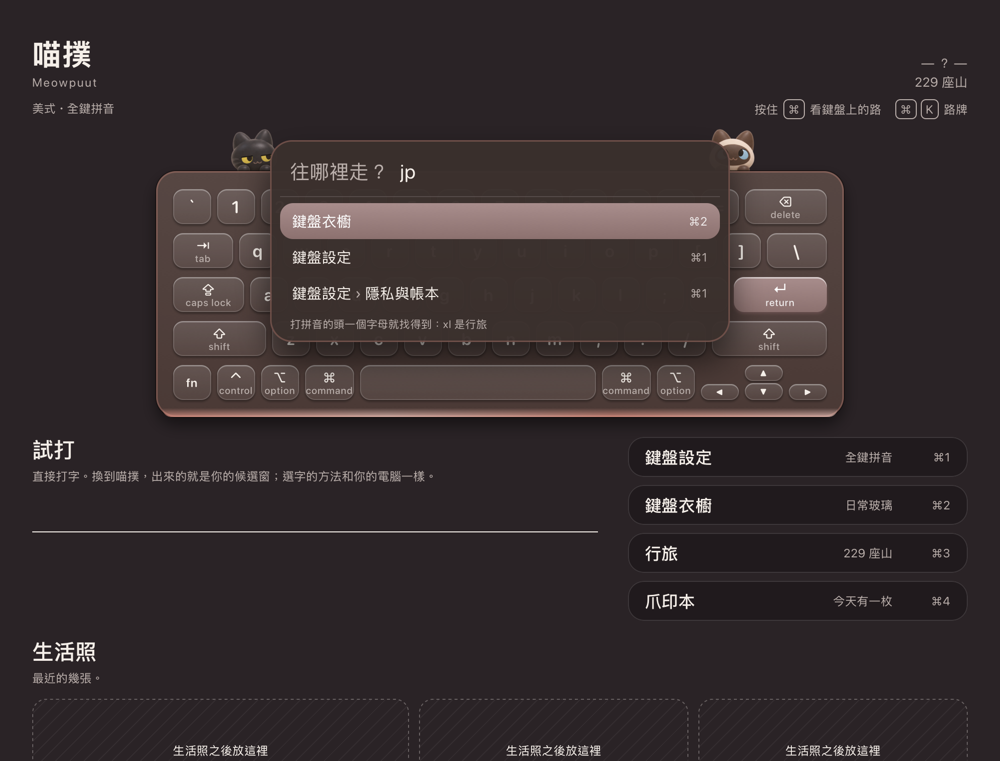 喵撲
Meowpuut
美式・全鍵拼音
— ? —
229 座山
按住 ⌘ 看鍵盤上的路 ⌘ K 路牌
往哪裡走? jp
鍵盤衣櫥 ⌘2
鍵盤設定 ⌘1
鍵盤設定 › 隱私與帳本 ⌘1
打拼音的頭一個字母就找得到:xl 是行旅
` 1 delete
tab q ] \
caps lock a return
shift z x c v b n m , . / shift
fn control option command command option
試打
直接打字。換到喵撲,出來的就是你的候選窗;選字的方法和你的電腦一樣。
鍵盤設定 全鍵拼音 ⌘1
鍵盤衣櫥 日常玻璃 ⌘2
行旅 229 座山 ⌘3
爪印本 今天有一枚 ⌘4
生活照
最近的幾張。
生活照之後放這裡 生活照之後放這裡 生活照之後放這裡